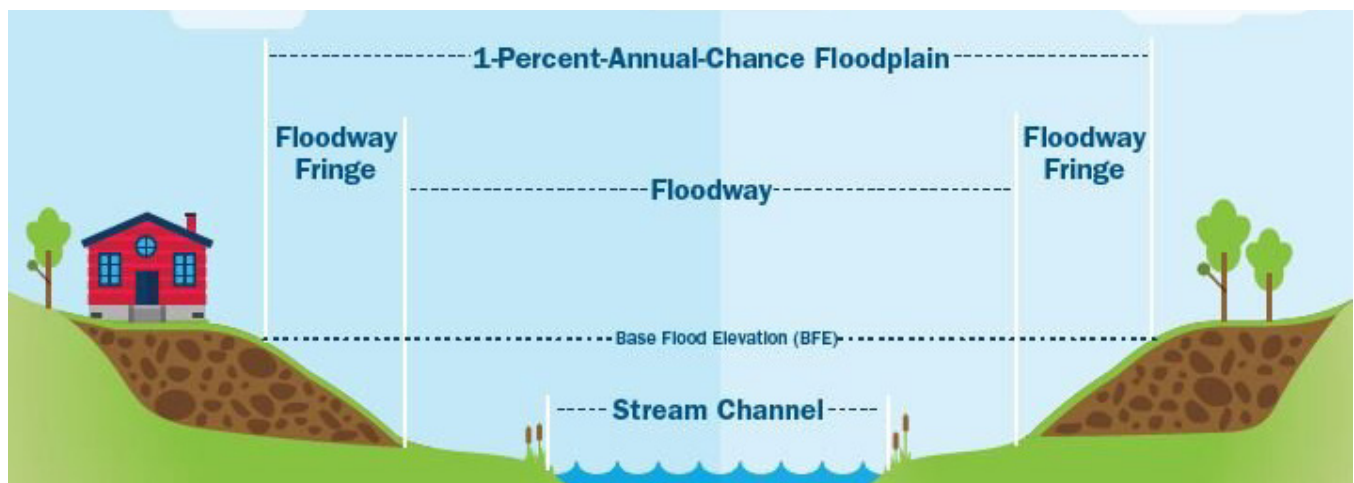 1-Percent-Annual-Chance Floodplain
Floodway
Fringe
Floodway
Fringe
Floodway
Base Flood Elevation (BFE)
Stream Channel